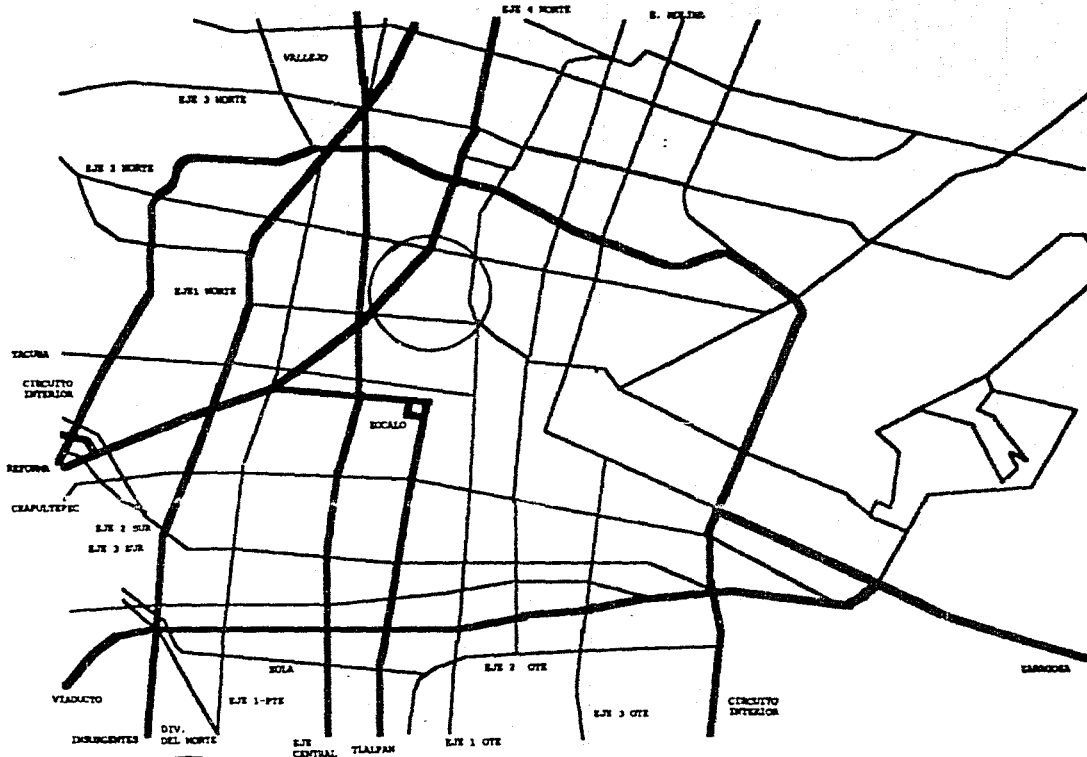 EJE 4 NORTE
E. MOLINA
VALLEJO
EJE 3 NORTE
EJE 2 NORTE
EJE1 NORTE
TACUBA
CIRCUITO
INTERIOR
ZOCALO
REFORMA
CHAPULTEPEC
EJE 2 SUR
EJE 3 SUR
VIADUCTO
XOLA
EJE 1-PTE
EJE 2 OTE
ZARAGOZA
CIRCUITO
INTERIOR
EJE 3 OTE
INSURGENTES
DIV.
DEL NORTE
EJE
CENTRAL
TLALPAN
EJE 1 OTE